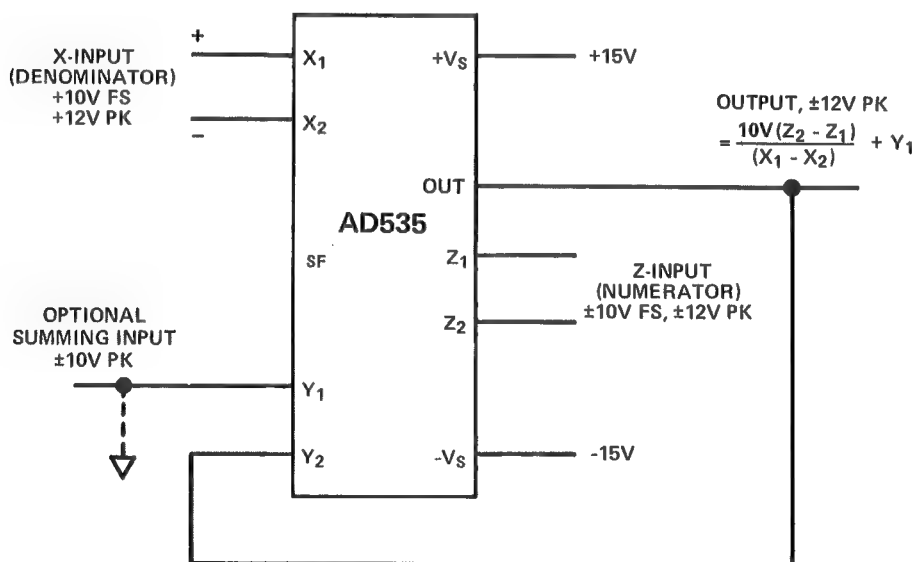 X-INPUT
(DENOMINATOR)
+10V FS
+12V PK
+
−
X₁
X₂
+Vₛ
+15V
OUTPUT, ±12V PK
= 10V(Z₂ - Z₁) / (X₁ - X₂) + Y₁
OUT
AD535
SF
Z₁
Z₂
Z-INPUT
(NUMERATOR)
±10V FS, ±12V PK
OPTIONAL
SUMMING INPUT
±10V PK
Y₁
Y₂
-Vₛ
-15V